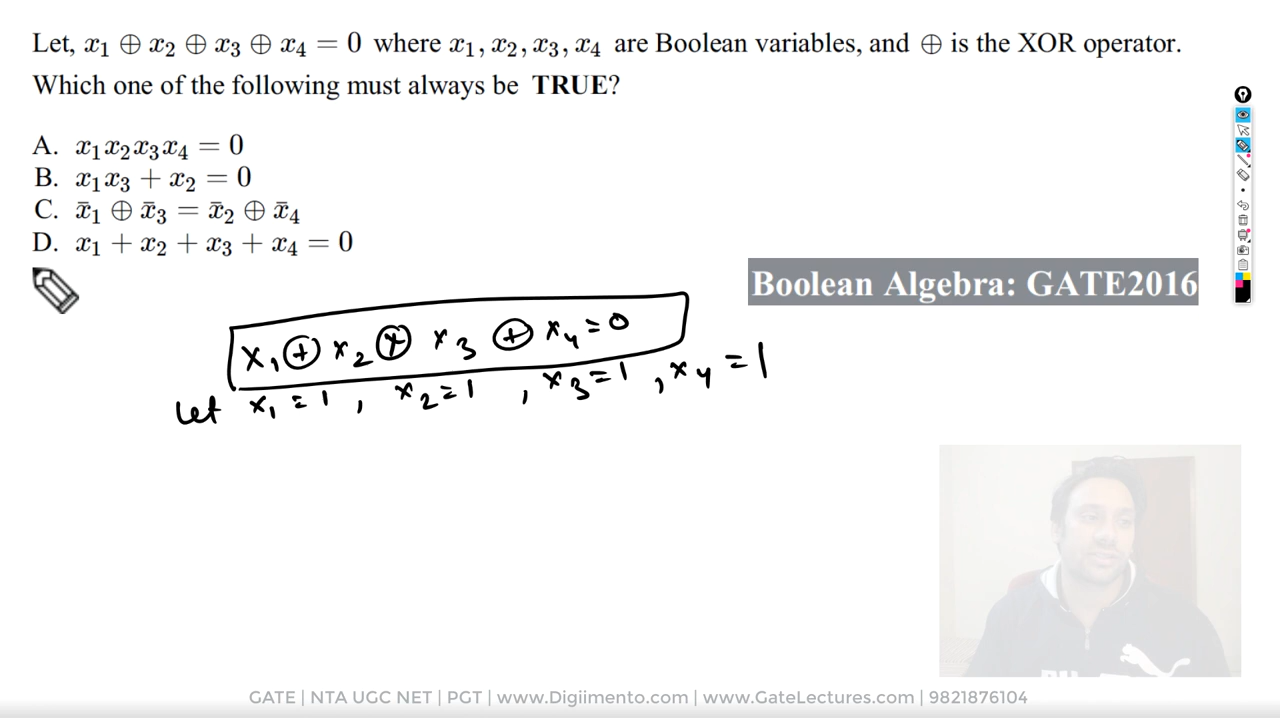 Let, x₁ ⊕ x₂ ⊕ x₃ ⊕ x₄ = 0 where x₁, x₂, x₃, x₄ are Boolean variables, and ⊕ is the XOR operator.
Which one of the following must always be TRUE?
A. x₁x₂x₃x₄ = 0
B. x₁x₃ + x₂ = 0
C. x̄₁ ⊕ x̄₃ = x̄₂ ⊕ x̄₄
D. x₁ + x₂ + x₃ + x₄ = 0
Boolean Algebra: GATE2016
x₁ ⊕ x₂ ⊕ x₃ ⊕ x₄ = 0
Let x₁ = 1, x₂ = 1, x₃ = 1, x₄ = 1
GATE | NTA UGC NET | PGT | www.Digiimento.com | www.GateLectures.com | 9821876104